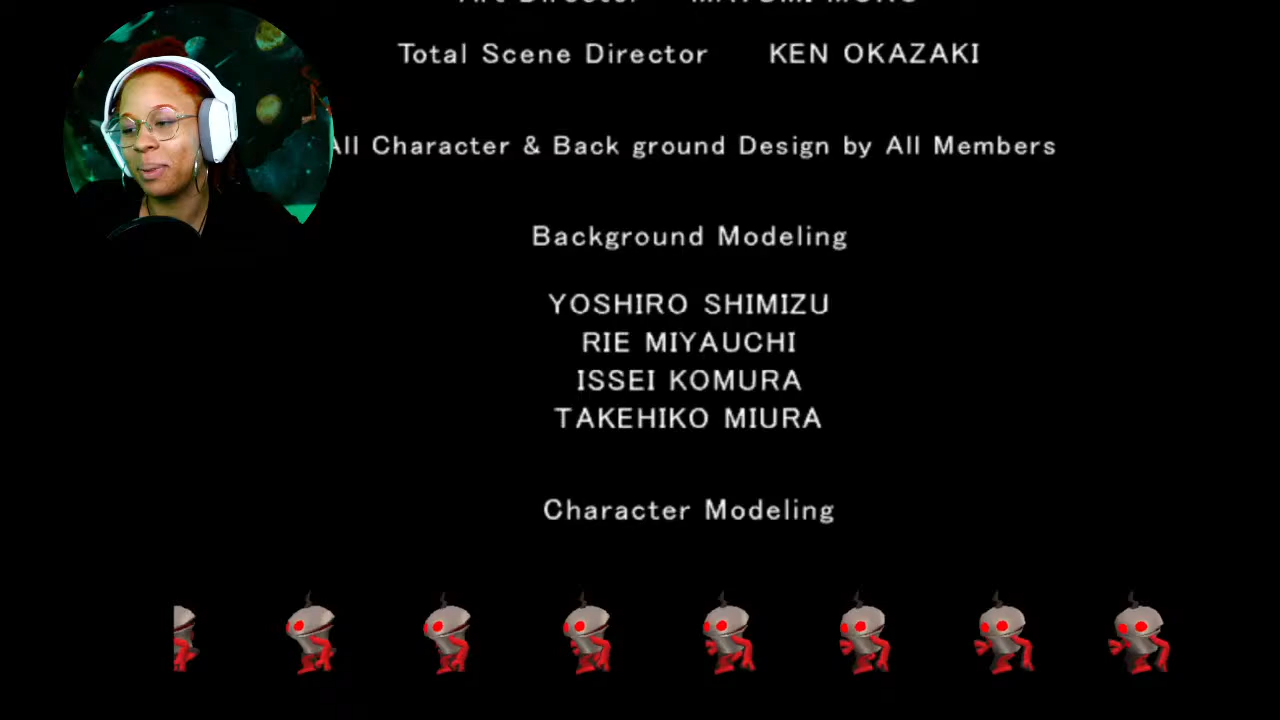 Total Scene Director KEN OKAZAKI
All Character & Back ground Design by All Members
Background Modeling
YOSHIRO SHIMIZU
RIE MIYAUCHI
ISSEI KOMURA
TAKEHIKO MIURA
Character Modeling